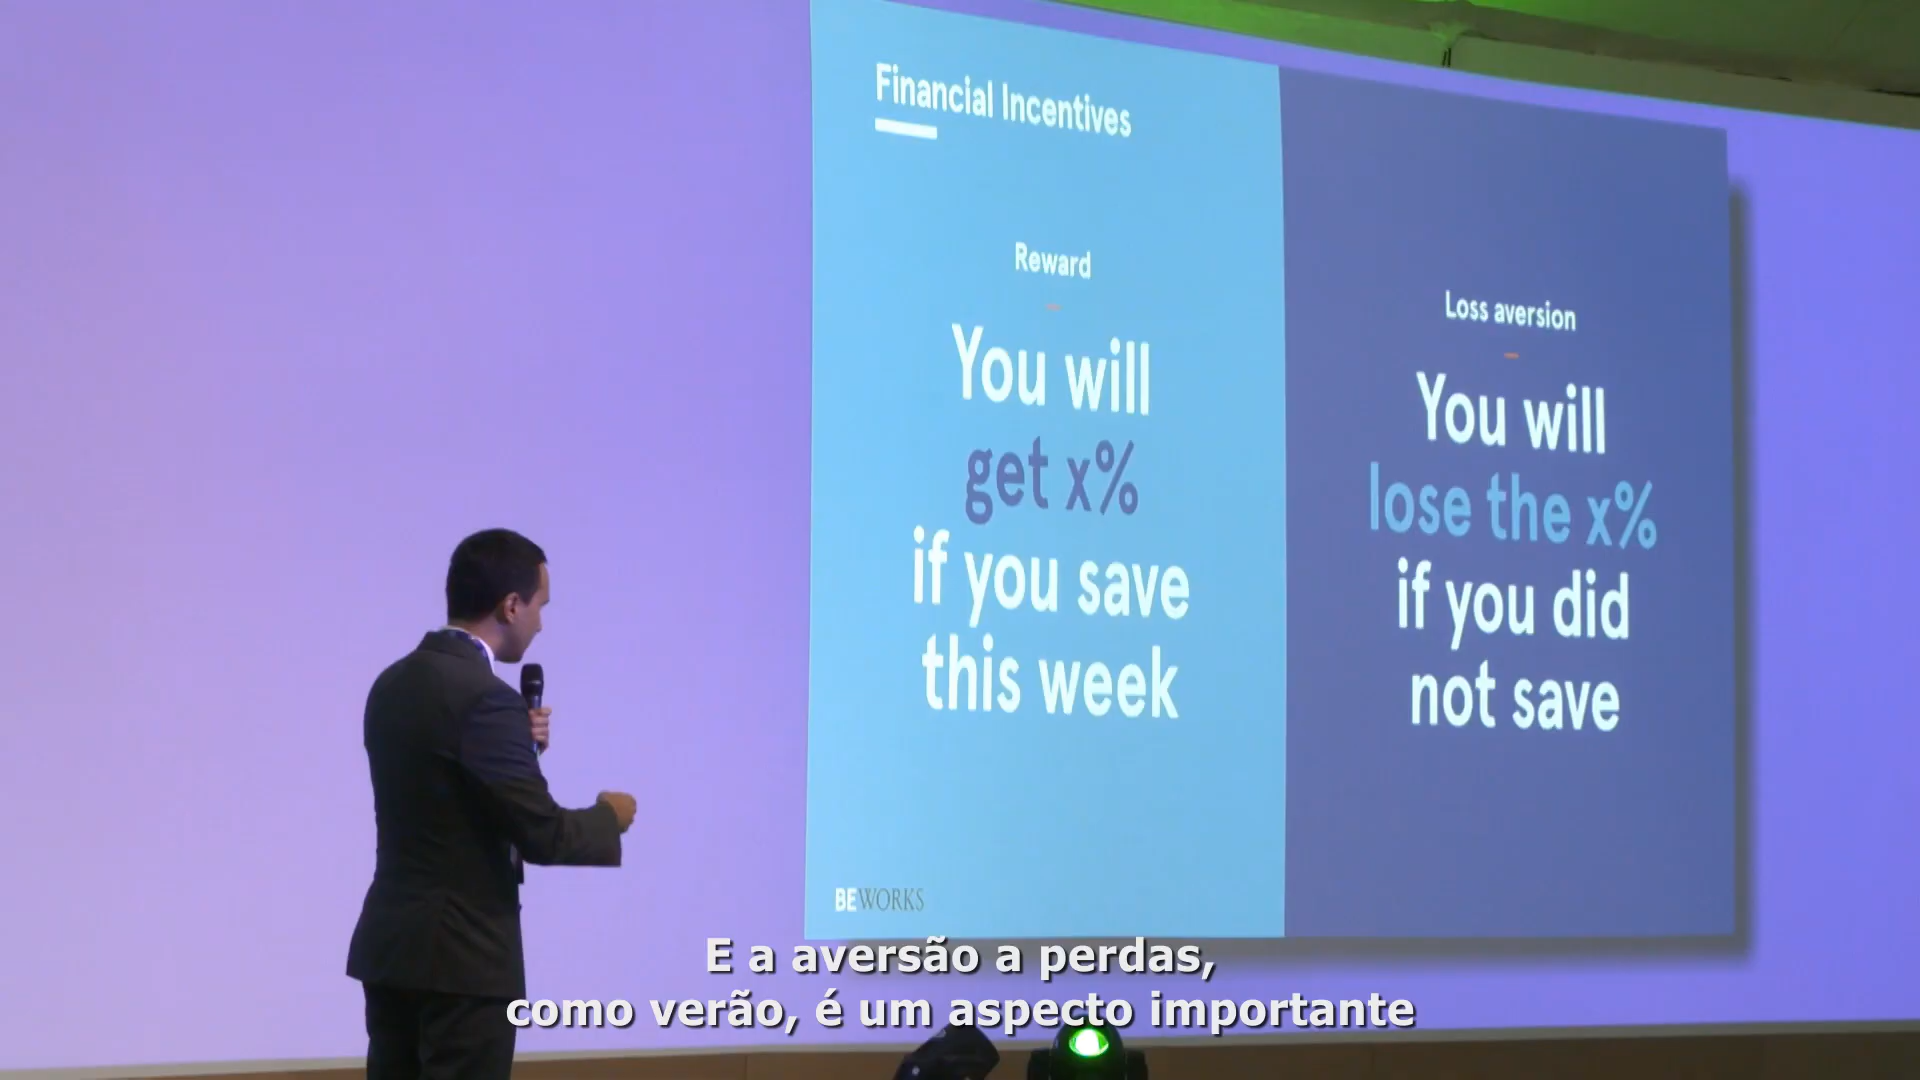 Financial Incentives
Reward
You will
get x%
if you save
this week
Loss aversion
You will
lose the x%
if you did
not save
BEWORKS
E a aversão a perdas,
como verão, é um aspecto importante